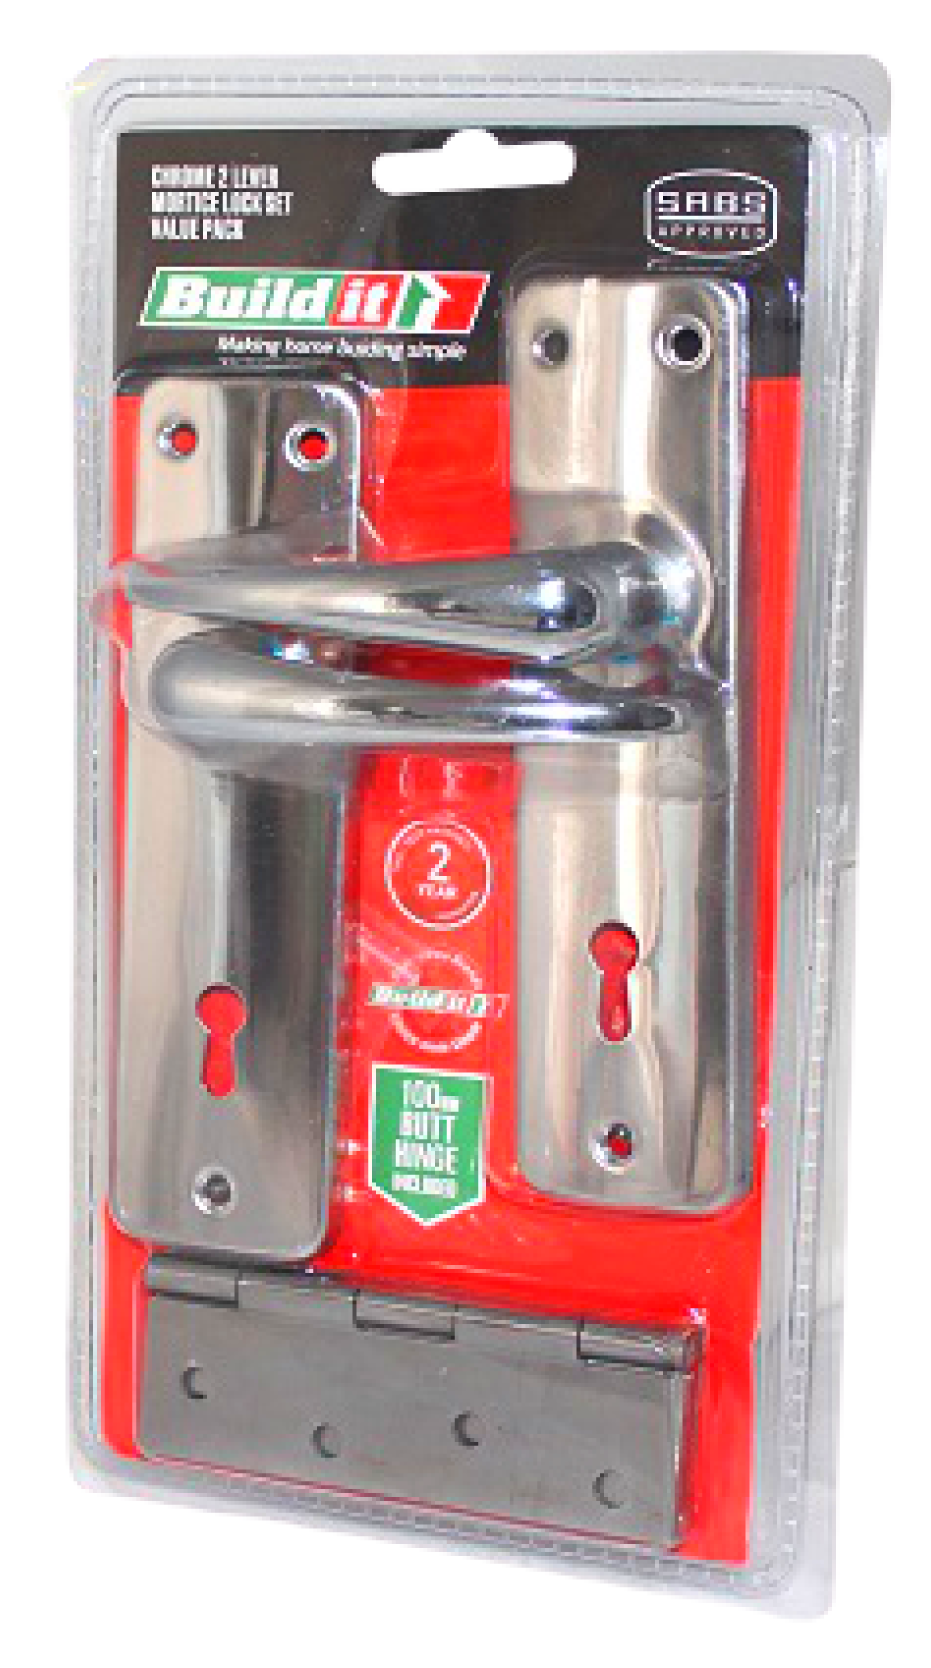 CHROME 2 LEVER
MORTICE LOCK SET
VALUE PACK
SABS
APPROVED
Build it
Making home building simple
2
YEAR
Build it
100mm
BUTT
HINGE
INCLUDED